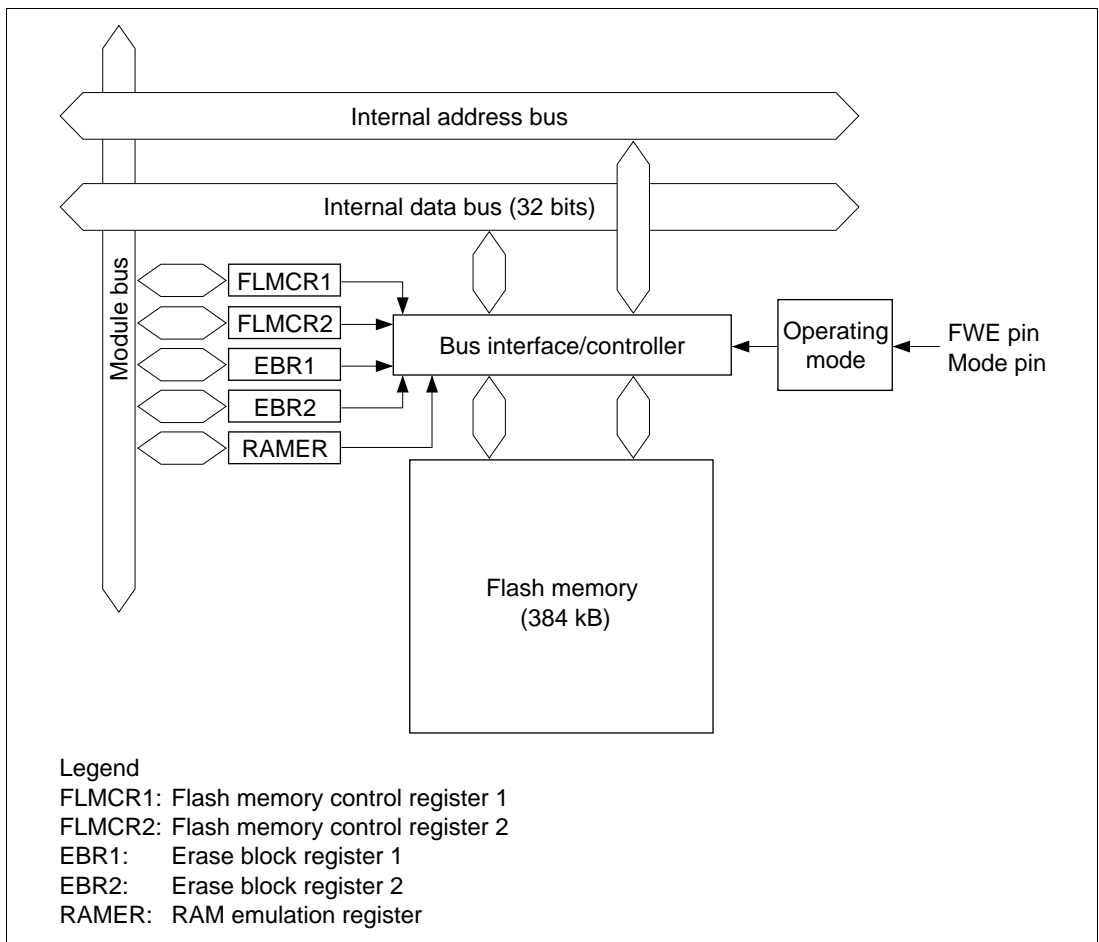 Internal address bus
Internal data bus (32 bits)
Module bus
FLMCR1
FLMCR2
EBR1
EBR2
RAMER
Bus interface/controller
Operating
mode
FWE pin
Mode pin
Flash memory
(384 kB)
Legend
FLMCR1: Flash memory control register 1
FLMCR2: Flash memory control register 2
EBR1: Erase block register 1
EBR2: Erase block register 2
RAMER: RAM emulation register